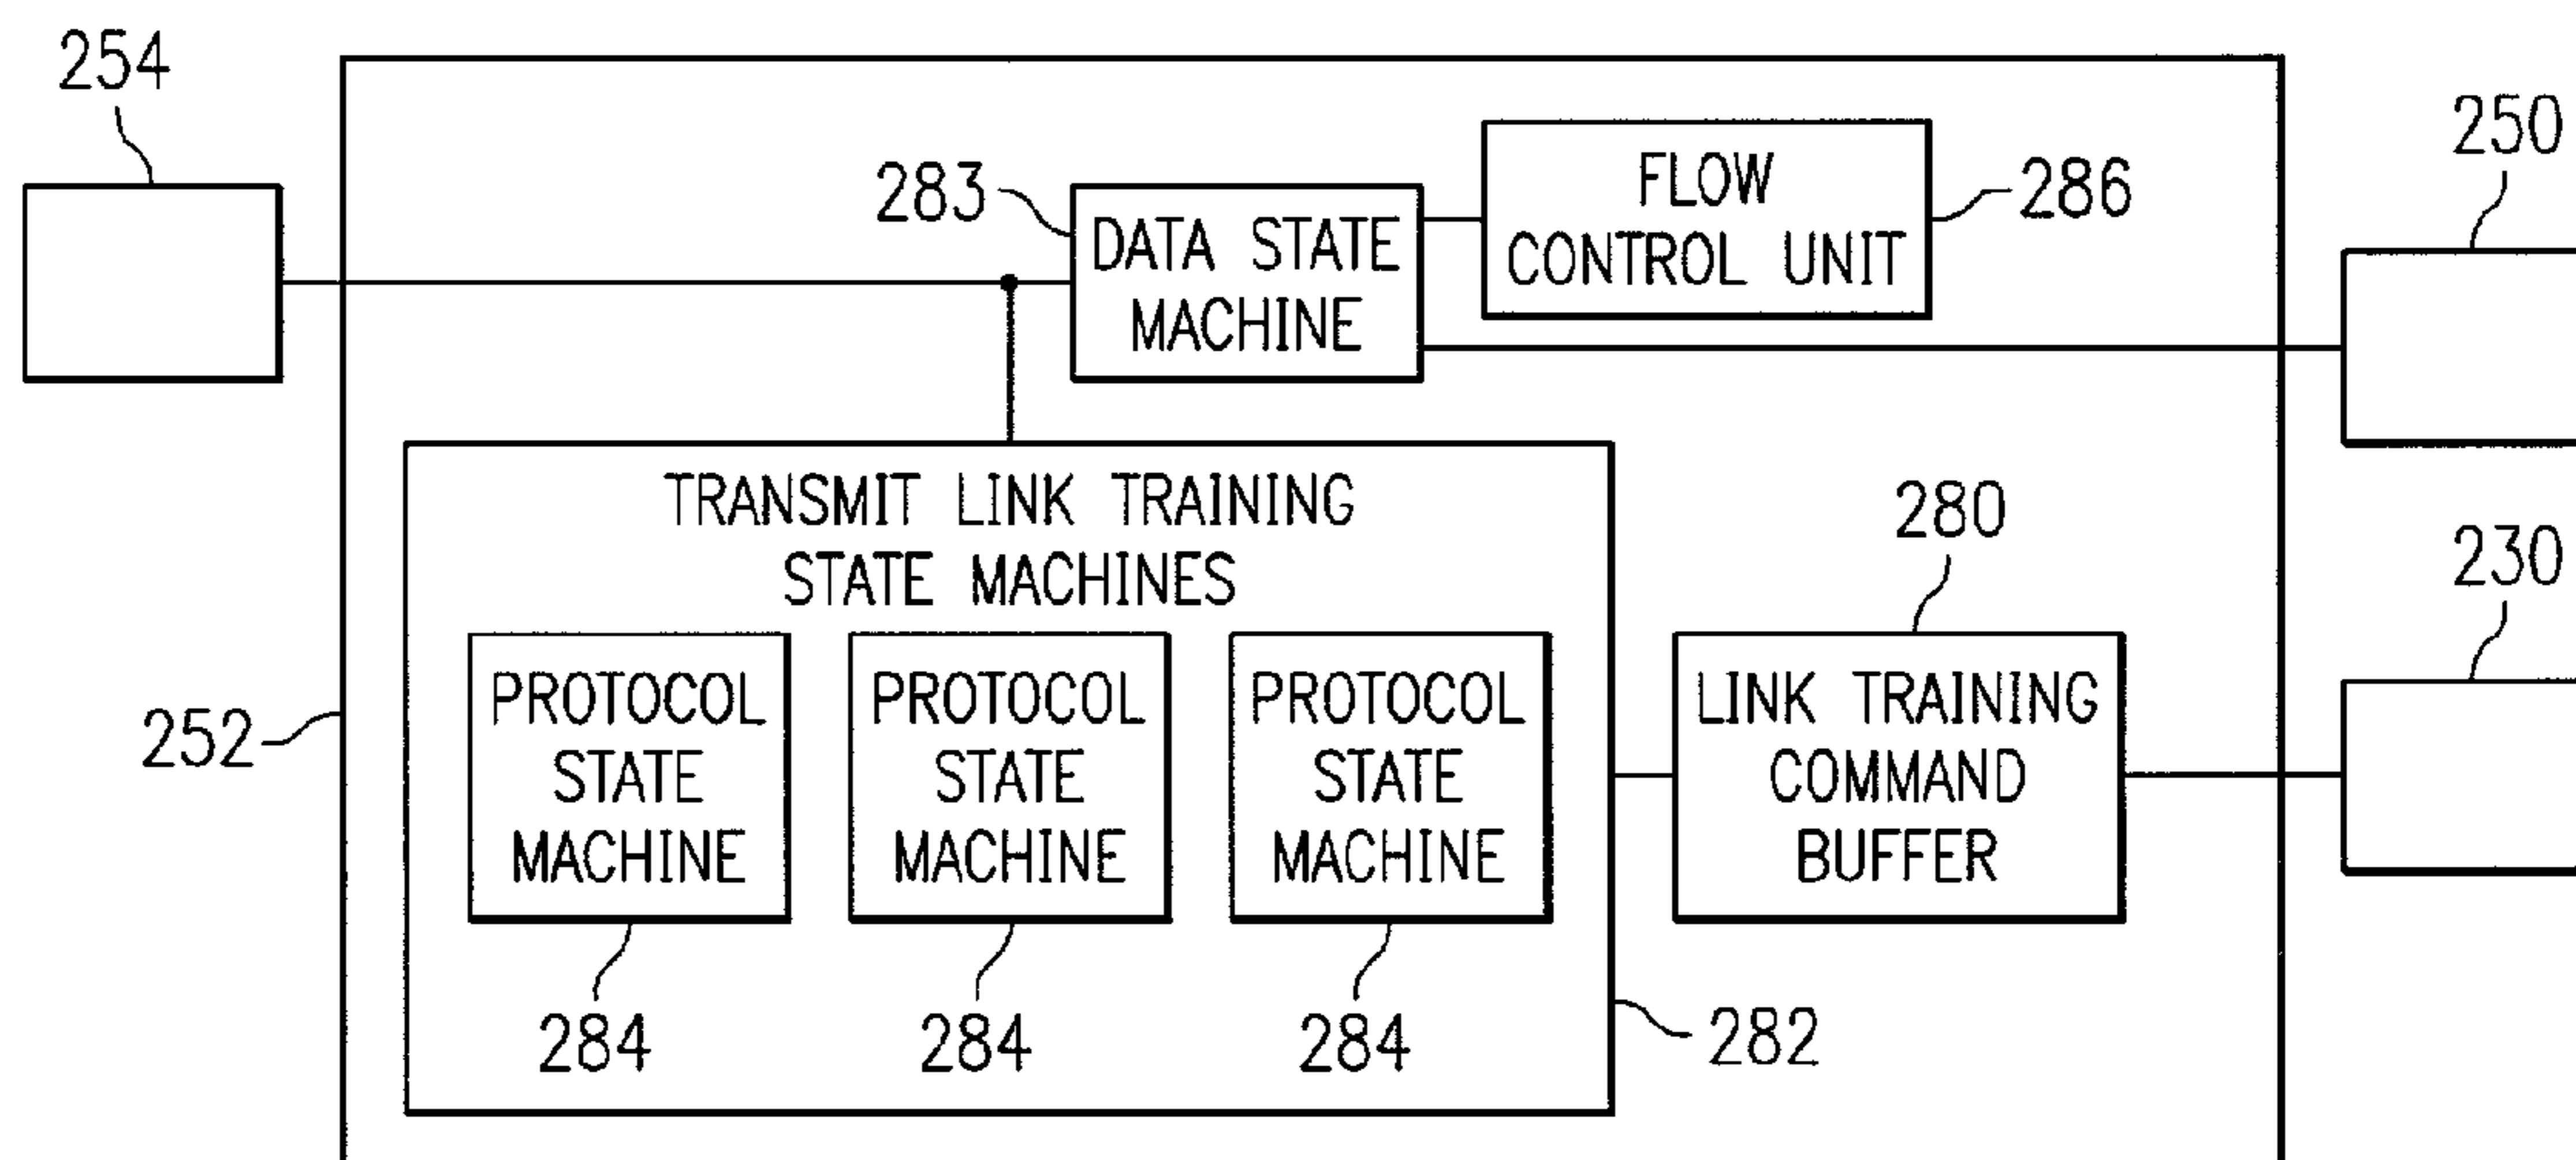 254
250
283
FLOW
CONTROL UNIT
286
DATA STATE
MACHINE
TRANSMIT LINK TRAINING
STATE MACHINES
280
230
252
PROTOCOL
STATE
MACHINE
PROTOCOL
STATE
MACHINE
PROTOCOL
STATE
MACHINE
LINK TRAINING
COMMAND
BUFFER
284
284
284
282